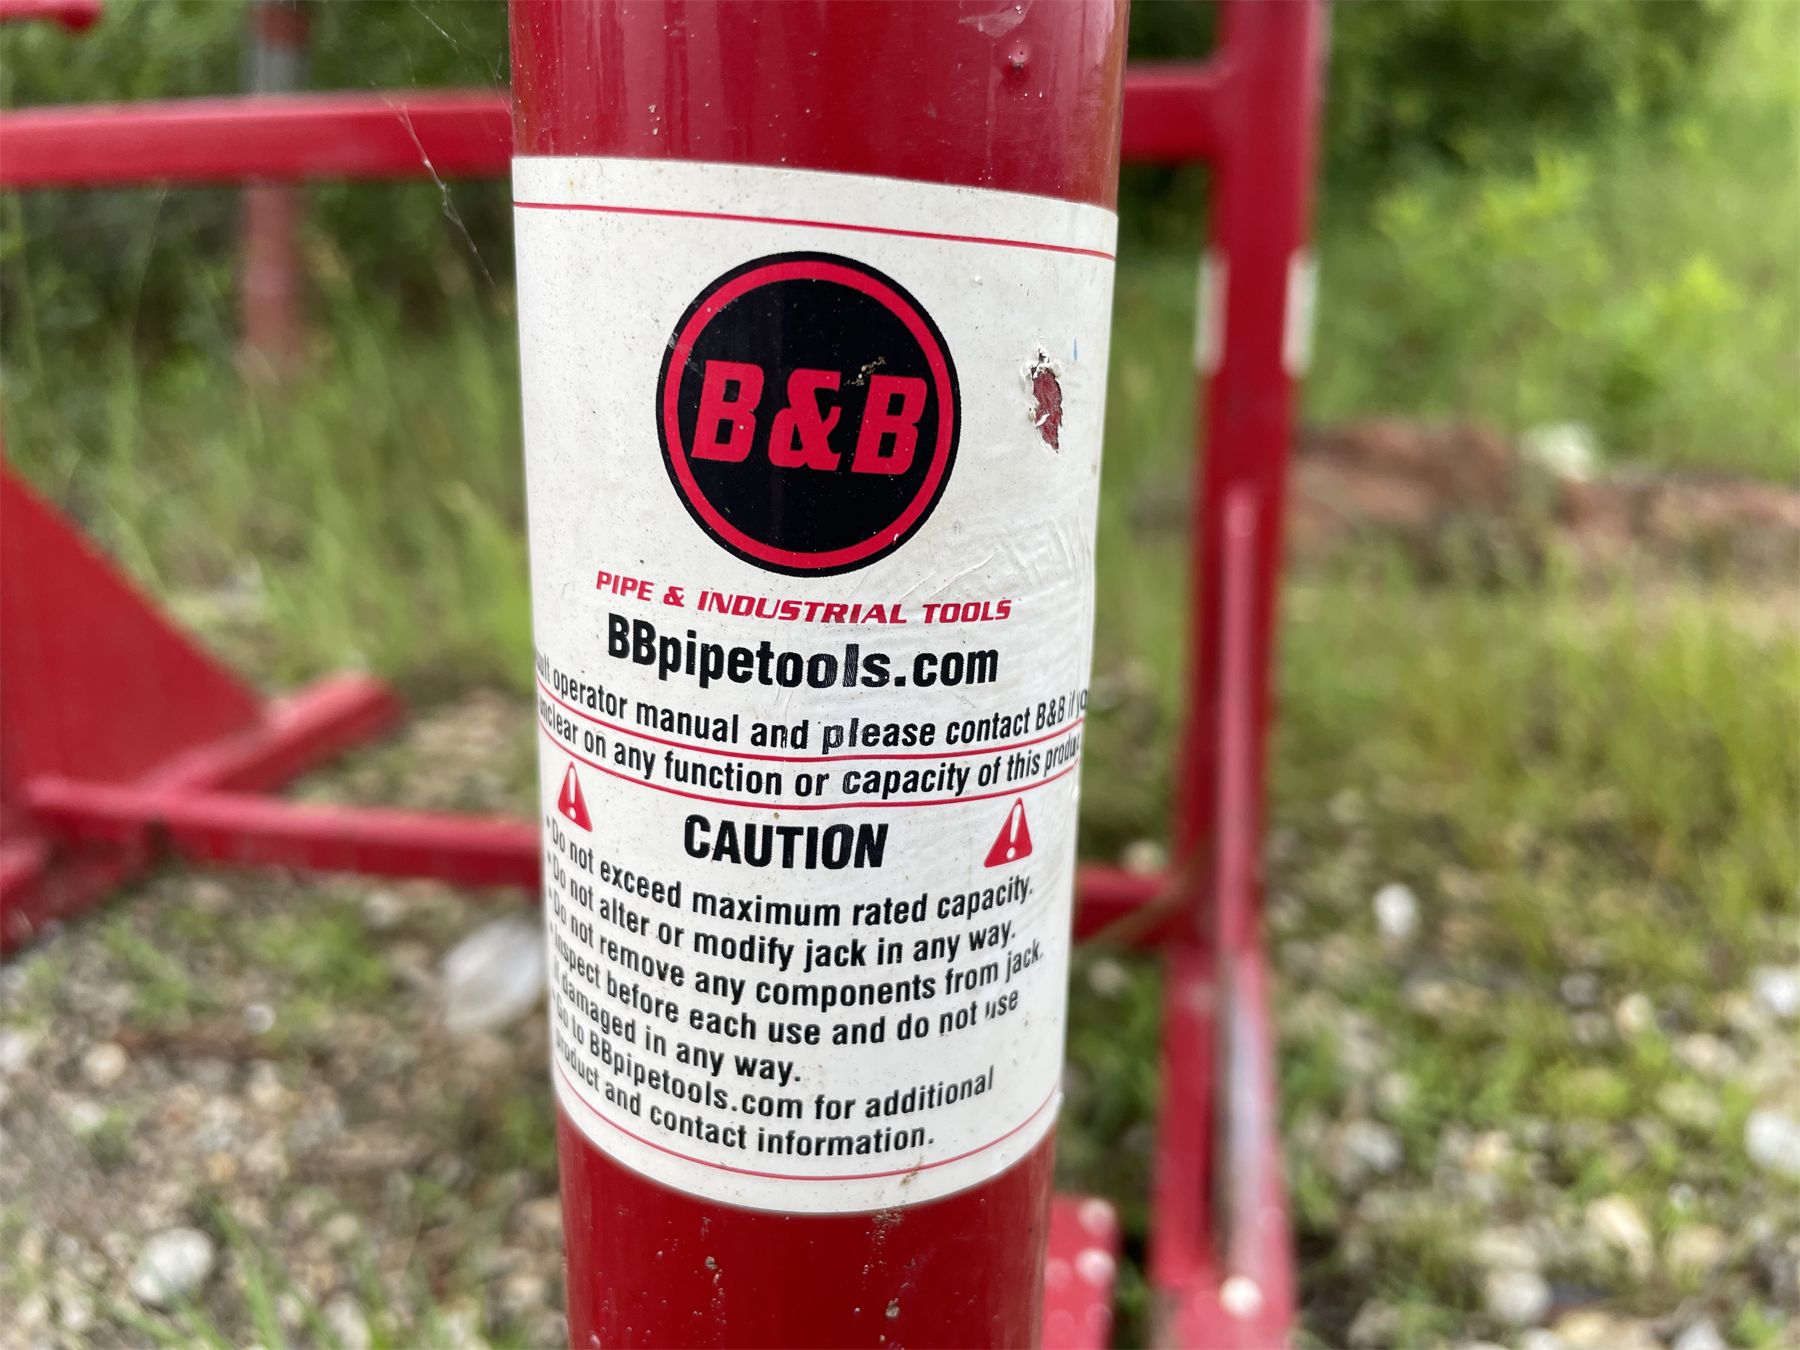 B&B
PIPE & INDUSTRIAL TOOLS
BBpipetools.com
operator manual and please contact B&B if
on any function or capacity of this
CAUTION
• Do not exceed maximum rated capacity.
• Do not alter or modify jack in any way.
• Do not remove any components from jack.
• Inspect before each use and do not use
if damaged in any way.
• Go to BBpipetools.com for additional
product and contact information.